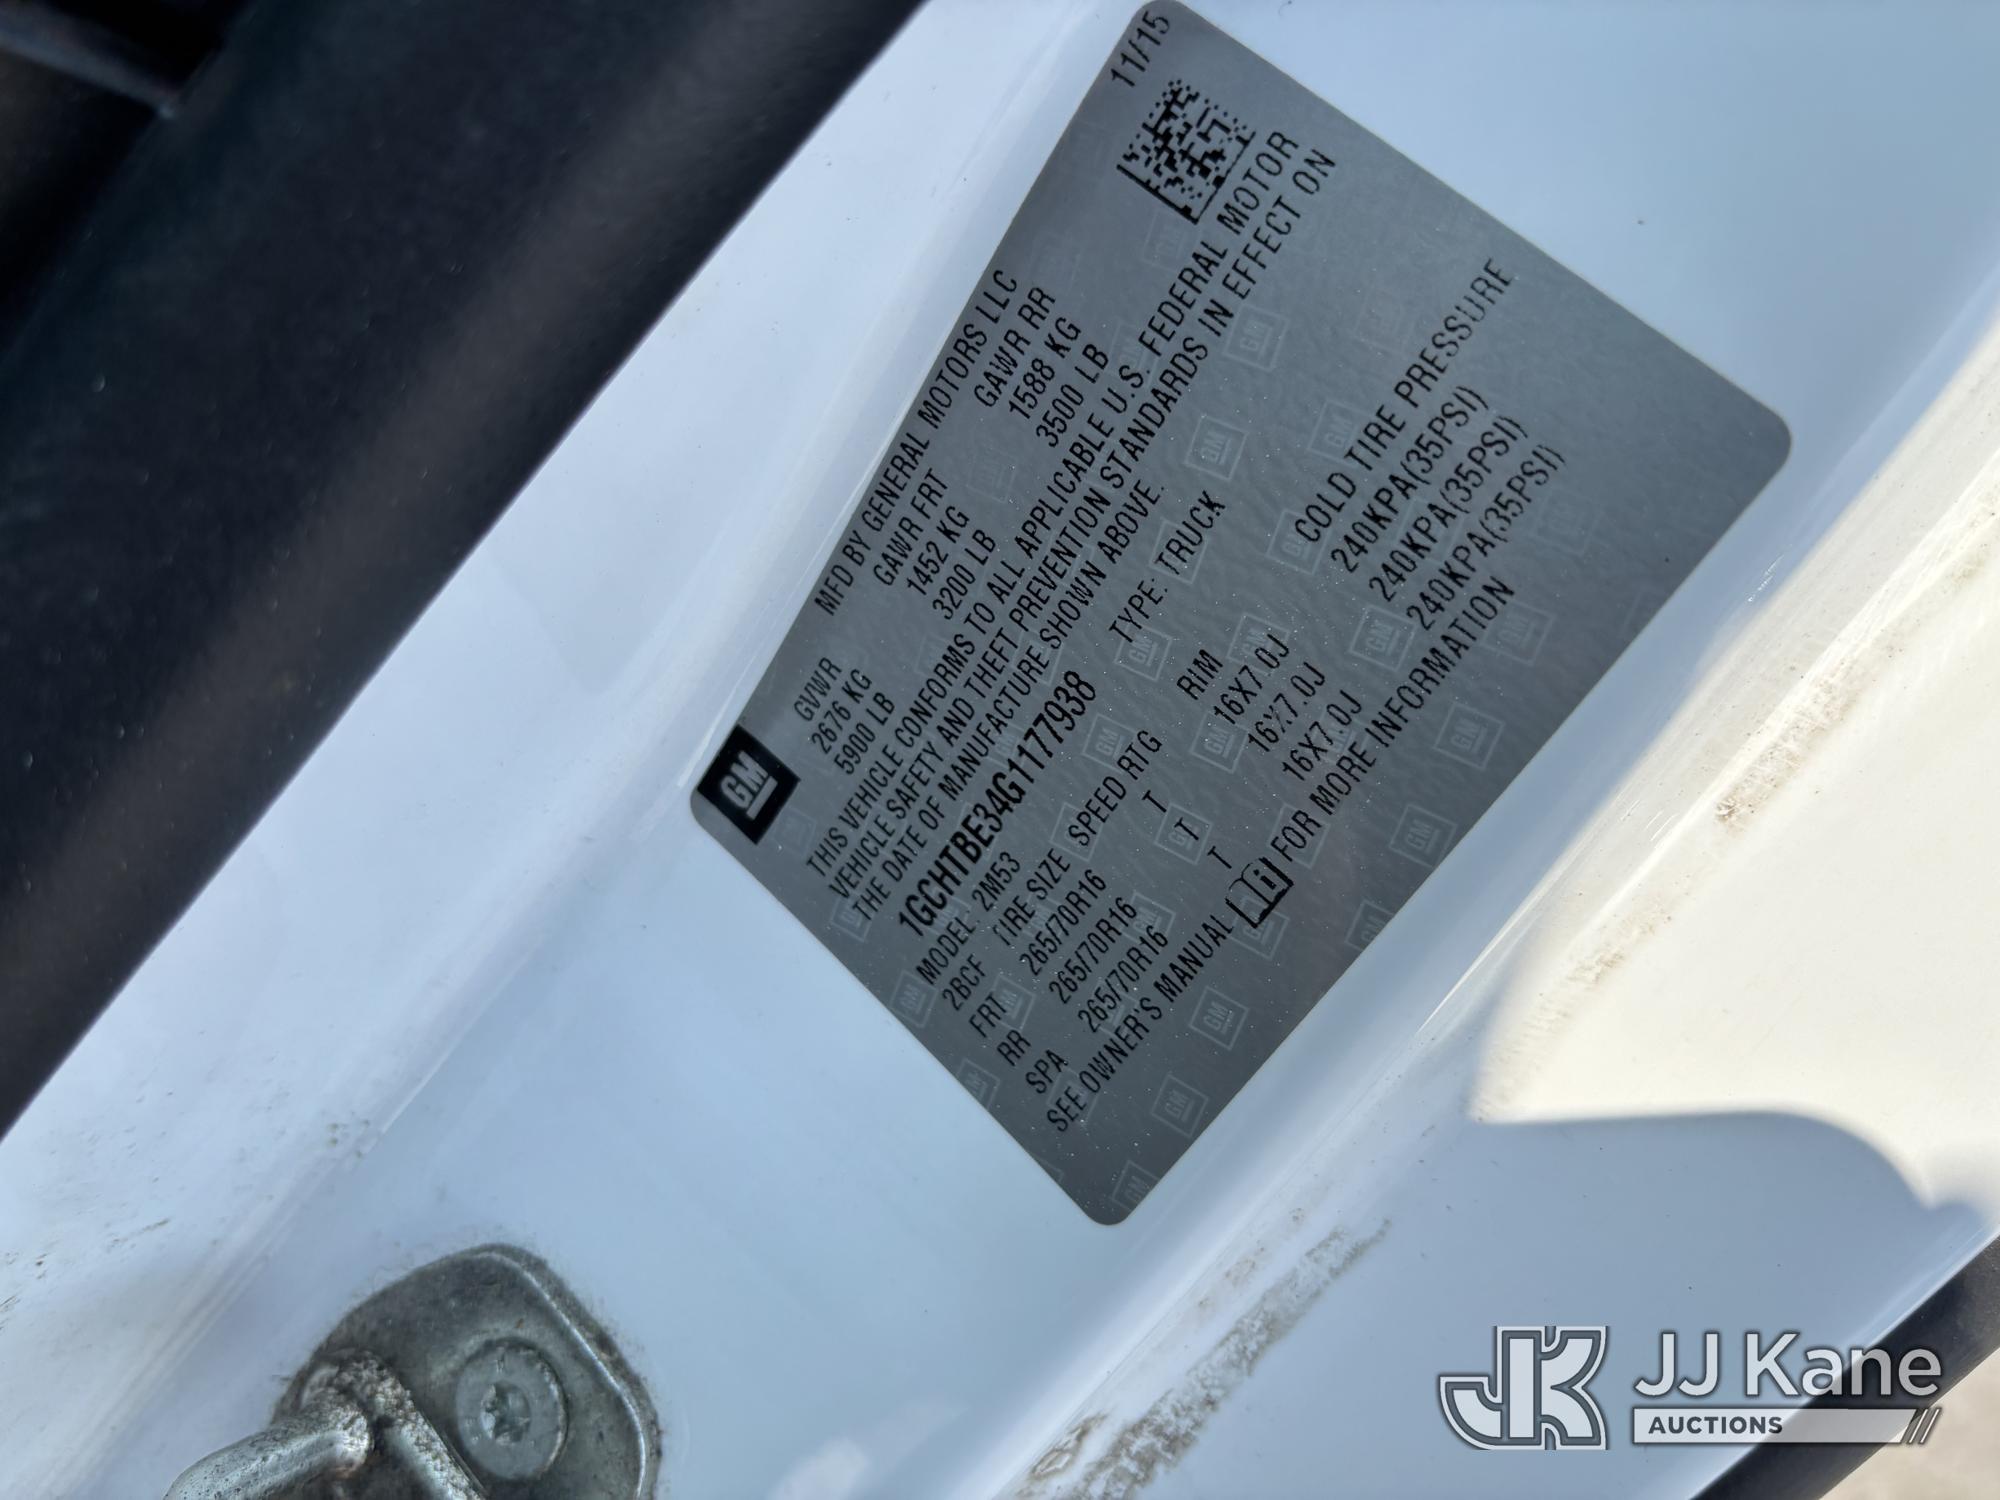 11/15
MFD BY GENERAL MOTORS LLC
GVWR GAWR FRT GAWR RR
2676 KG 1452 KG 1588 KG
5900 LB 3200 LB 3500 LB
THIS VEHICLE CONFORMS TO ALL APPLICABLE U.S. FEDERAL MOTOR
VEHICLE SAFETY AND THEFT PREVENTION STANDARDS IN EFFECT ON
THE DATE OF MANUFACTURE SHOWN ABOVE.
GM
1GCHTBE34G1177938 TYPE: TRUCK
MODEL: 2M53
2BCF TIRE SIZE SPEED RTG RIM COLD TIRE PRESSURE
FRT 265/70R16 T 16X7.0J 240KPA(35PSI)
RR 265/70R16 T 16X7.0J 240KPA(35PSI)
SPA 265/70R16 T 16X7.0J 240KPA(35PSI)
SEE OWNER'S MANUAL i FOR MORE INFORMATION
JK JJ Kane
AUCTIONS